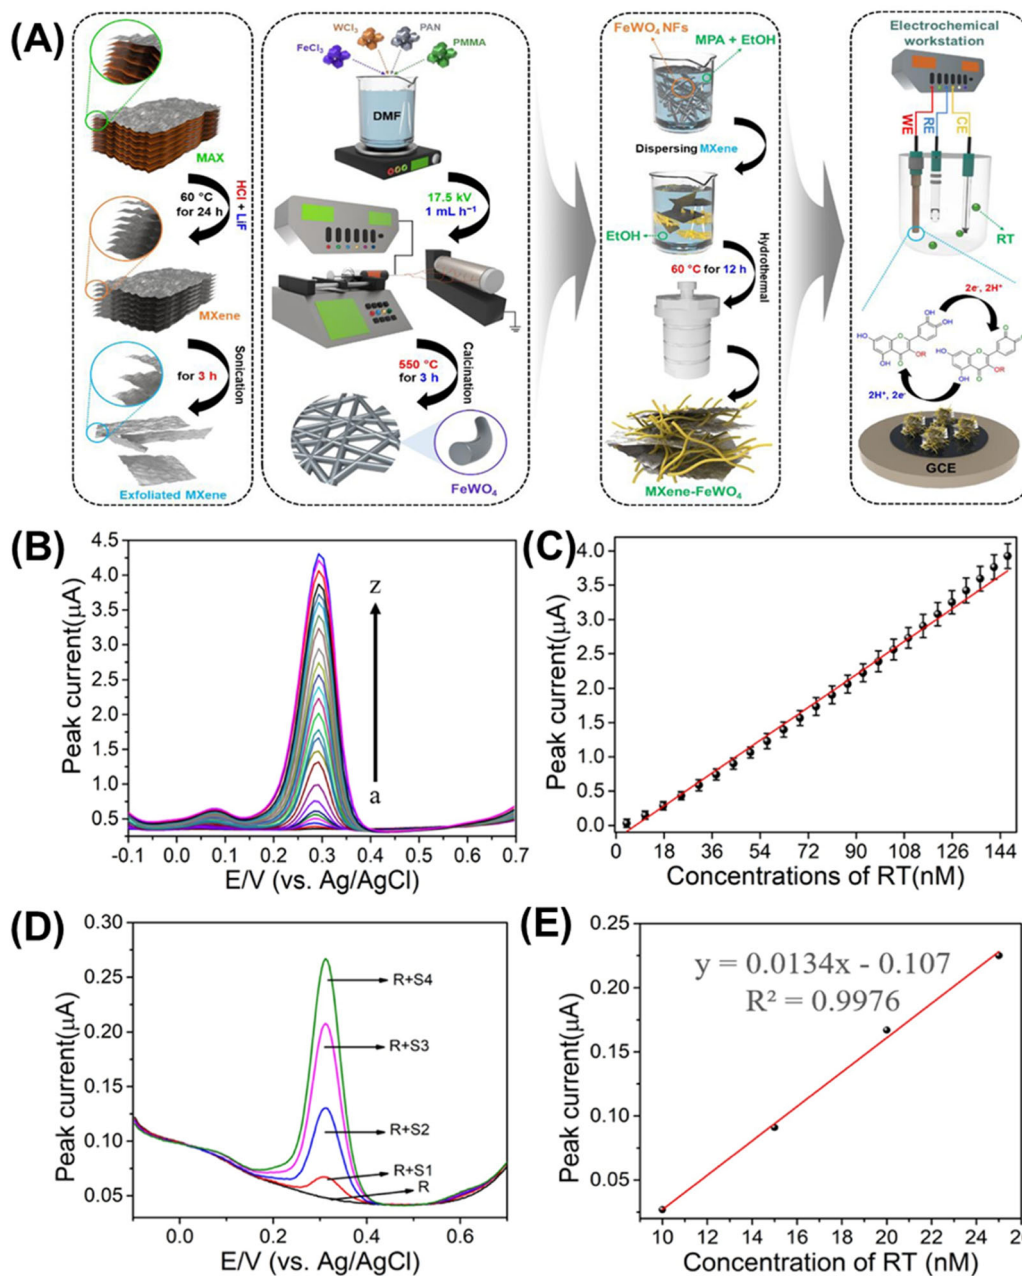 (A)
MAX
60 °C
for 24 h
HCl + LiF
MXene
for 3 h
Sonication
Exfoliated MXene
WCl₃
PAN
FeCl₃
PMMA
DMF
17.5 kV
1 mL h⁻¹
550 °C
for 3 h
Calcination
FeWO₄
FeWO₄ NFs
MPA + EtOH
Dispersing MXene
EtOH
60 °C for 12 h
Hydrothermal
MXene-FeWO₄
Electrochemical
workstation
WE
RE
CE
RT
2e⁻, 2H⁺
OH
OH
HO
O
OR
OH
O
HO
O
O
OR
OH
O
2H⁺, 2e⁻
GCE
(B)
Peak current(µA)
4.5
4.0
3.5
3.0
2.5
2.0
1.5
1.0
0.5
z
a
-0.1 0.0 0.1 0.2 0.3 0.4 0.5 0.6 0.7
E/V (vs. Ag/AgCl)
(C)
Peak current(µA)
4.0
3.5
3.0
2.5
2.0
1.5
1.0
0.5
0.0
0 18 36 54 72 90 108 126 144
Concentrations of RT(nM)
(D)
Peak current(µA)
0.30
0.25
0.20
0.15
0.10
0.05
R+S4
R+S3
R+S2
R+S1
R
0.0 0.2 0.4 0.6
E/V (vs. Ag/AgCl)
(E)
Peak current(µA)
0.25
0.20
0.15
0.10
0.05
y = 0.0134x - 0.107
R² = 0.9976
10 12 14 16 18 20 22 24 26
Concentration of RT (nM)